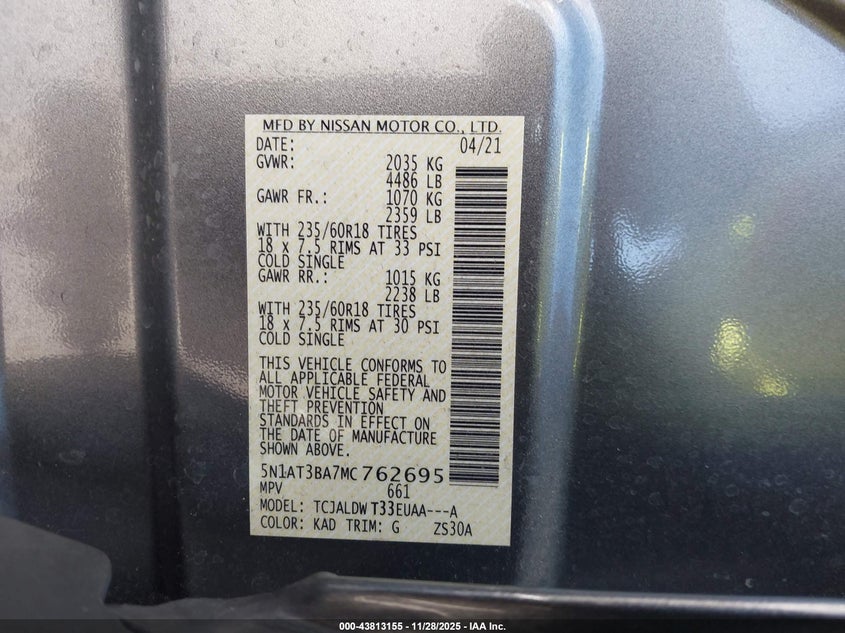 MFD BY NISSAN MOTOR CO., LTD.
DATE: 04/21
GVWR: 2035 KG
4486 LB
GAWR FR.: 1070 KG
2359 LB
WITH 235/60R18 TIRES
18 x 7.5 RIMS AT 33 PSI
COLD SINGLE
GAWR RR.: 1015 KG
2238 LB
WITH 235/60R18 TIRES
18 x 7.5 RIMS AT 30 PSI
COLD SINGLE
THIS VEHICLE CONFORMS TO
ALL APPLICABLE FEDERAL
MOTOR VEHICLE SAFETY AND
THEFT PREVENTION
STANDARDS IN EFFECT ON
THE DATE OF MANUFACTURE
SHOWN ABOVE.
5N1AT3BA7MC762695
MPV 661
MODEL: TCJALDW T33EUAA---A
COLOR: KAD TRIM: G ZS30A
000-43813155 | 11/28/2025 - IAA Inc.